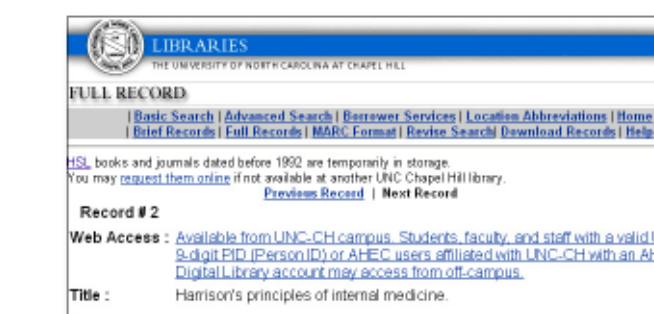 LIBRARIES
THE UNIVERSITY OF NORTH CAROLINA AT CHAPEL HILL
FULL RECORD
| Basic Search | Advanced Search | Borrower Services | Location Abbreviations | Home
| Brief Records | Full Records | MARC Format | Revise Search| Download Records | Help
HSL books and journals dated before 1992 are temporarily in storage.
You may request them online if not available at another UNC Chapel Hill library.
Previous Record | Next Record
Record # 2
Web Access : Available from UNC-CH campus. Students, faculty, and staff with a valid
9-digit PID (Person ID) or AHEC users affiliated with UNC-CH with an
Digital Library account may access from off-campus.
Title : Harrison's principles of internal medicine.